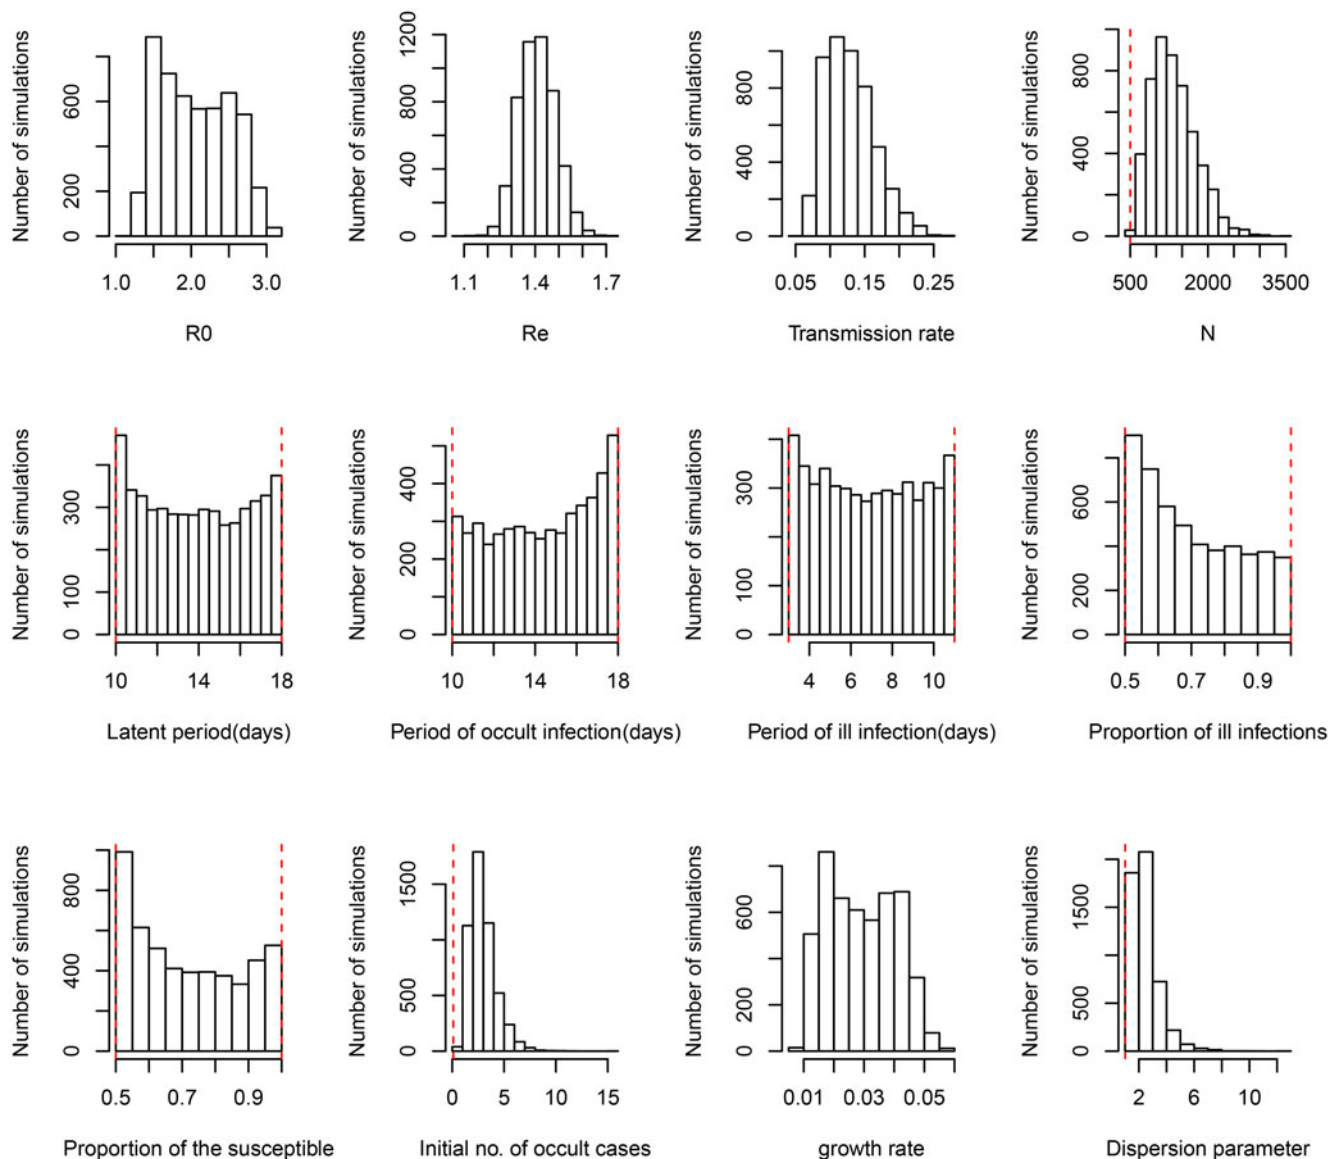 Number of simulations
0 200 600
1.0 2.0 3.0
R0
Number of simulations
0 400 800 1200
1.1 1.4 1.7
Re
Number of simulations
0 400 800
0.05 0.15 0.25
Transmission rate
Number of simulations
0 400 800
500 2000 3500
N
Number of simulations
0 100 300
10 14 18
Latent period(days)
Number of simulations
0 200 400
10 14 18
Period of occult infection(days)
Number of simulations
0 100 300
4 6 8 10
Period of ill infection(days)
Number of simulations
0 200 600
0.5 0.7 0.9
Proportion of ill infections
Number of simulations
0 400 800
0.5 0.7 0.9
Proportion of the susceptible
Number of simulations
0 500 1500
0 5 10 15
Initial no. of occult cases
Number of simulations
0 200 600
0.01 0.03 0.05
growth rate
Number of simulations
0 500 1500
2 6 10
Dispersion parameter